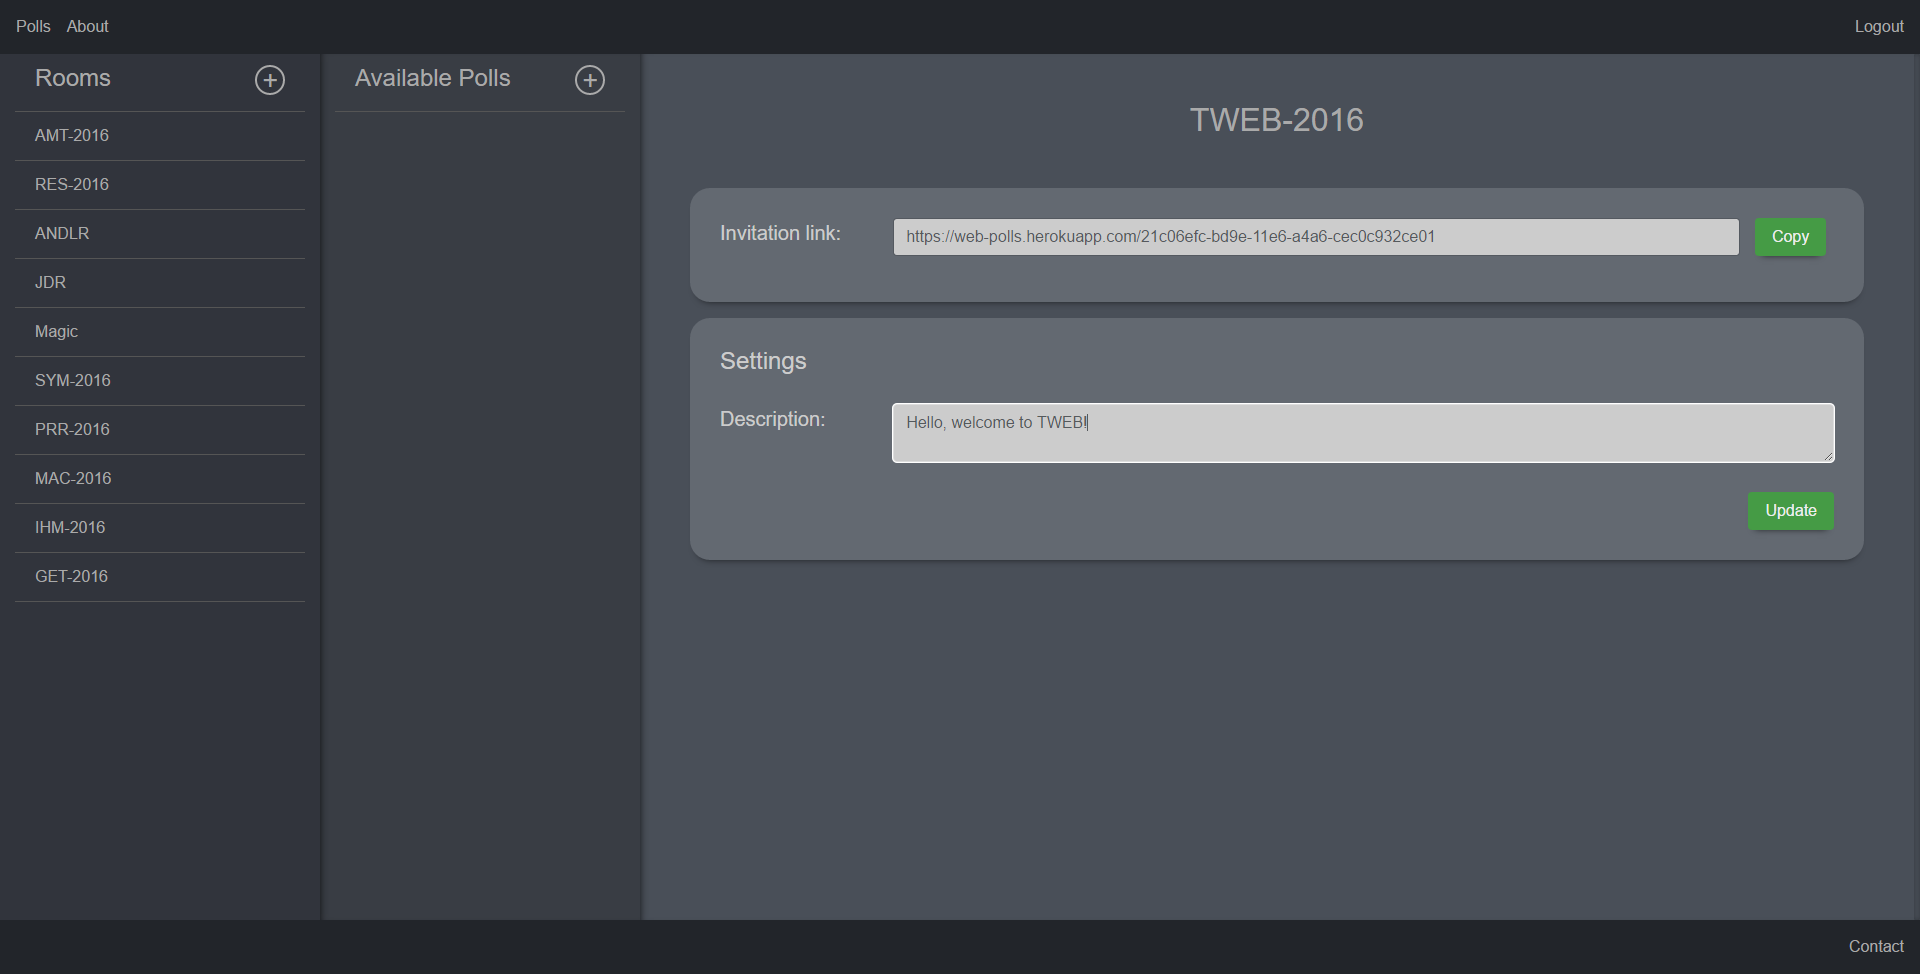 Polls About Logout
Rooms
AMT-2016
RES-2016
ANDLR
JDR
Magic
SYM-2016
PRR-2016
MAC-2016
IHM-2016
GET-2016
Available Polls
TWEB-2016
Invitation link: https://web-polls.herokuapp.com/21c06efc-bd9e-11e6-a4a6-cec0c932ce01 Copy
Settings
Description: Hello, welcome to TWEB!
Update
Contact